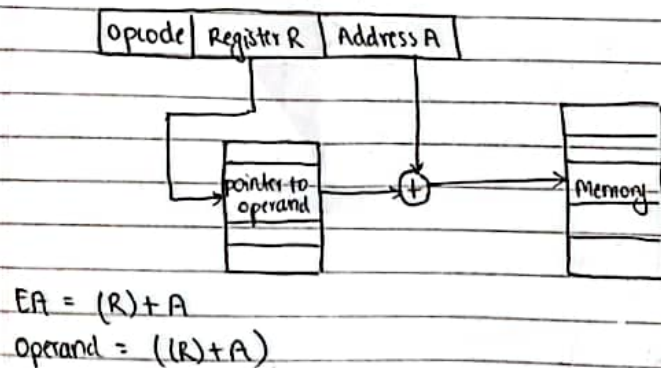 Opcode Register R Address A
pointer to
operand
+
Memory
EA = (R) + A
Operand = ((R) + A)